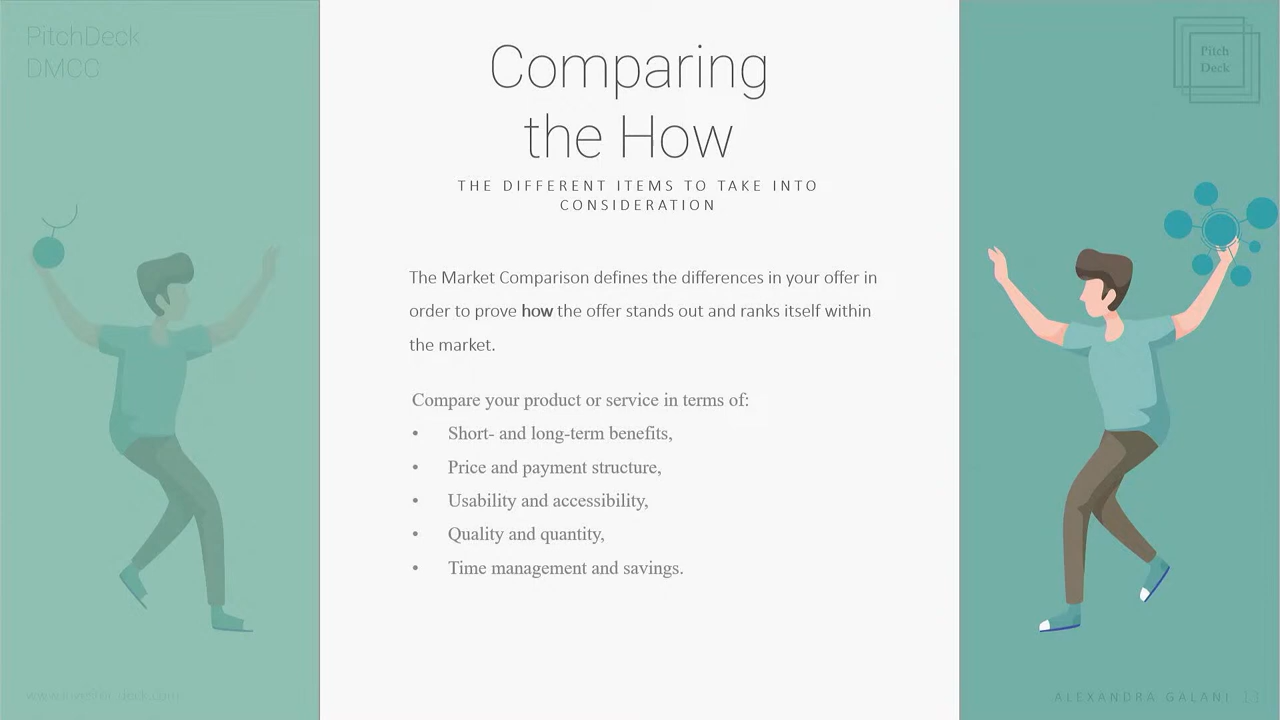 PitchDeck
DMCC
Pitch
Deck
Comparing
the How
THE DIFFERENT ITEMS TO TAKE INTO
CONSIDERATION
The Market Comparison defines the differences in your offer in
order to prove how the offer stands out and ranks itself within
the market.
Compare your product or service in terms of:
• Short- and long-term benefits,
• Price and payment structure,
• Usability and accessibility,
• Quality and quantity,
• Time management and savings.
ALEXANDRA GALANI